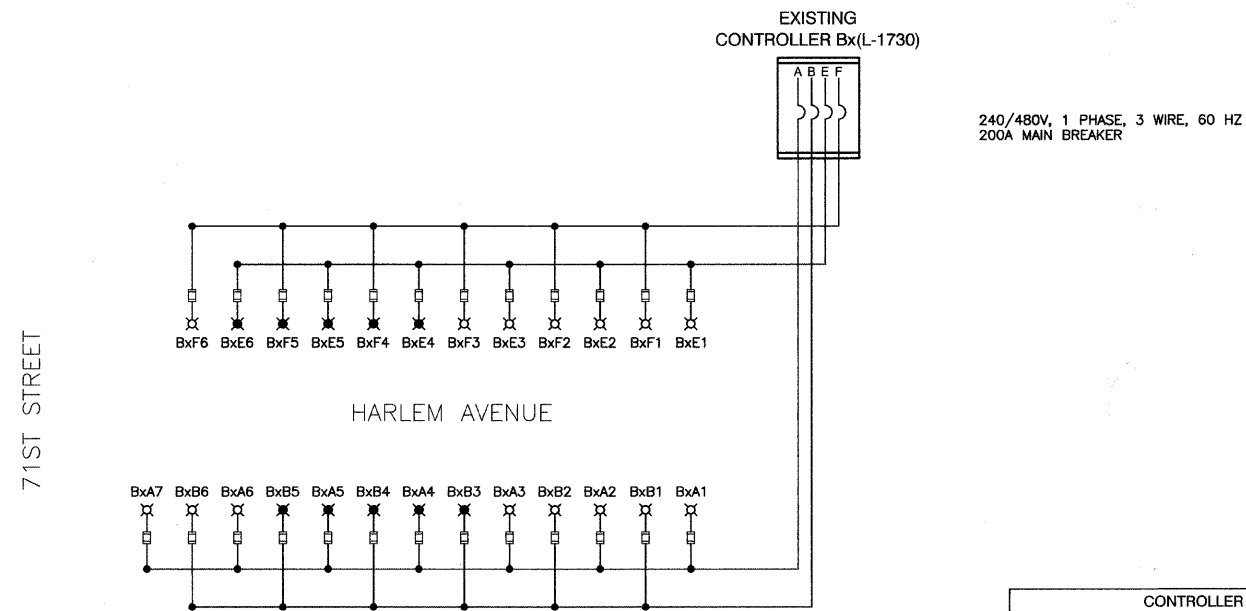 EXISTING
CONTROLLER Bx(L-1730)
A B E F
240/480V, 1 PHASE, 3 WIRE, 60 HZ
200A MAIN BREAKER
BxF6 BxE6 BxF5 BxE5 BxF4 BxE4 BxF3 BxE3 BxF2 BxE2 BxF1 BxE1
71ST STREET
HARLEM AVENUE
BxA7 BxB6 BxA6 BxB5 BxA5 BxB4 BxA4 BxB3 BxA3 BxB2 BxA2 BxB1 BxA1
CONTROLLER